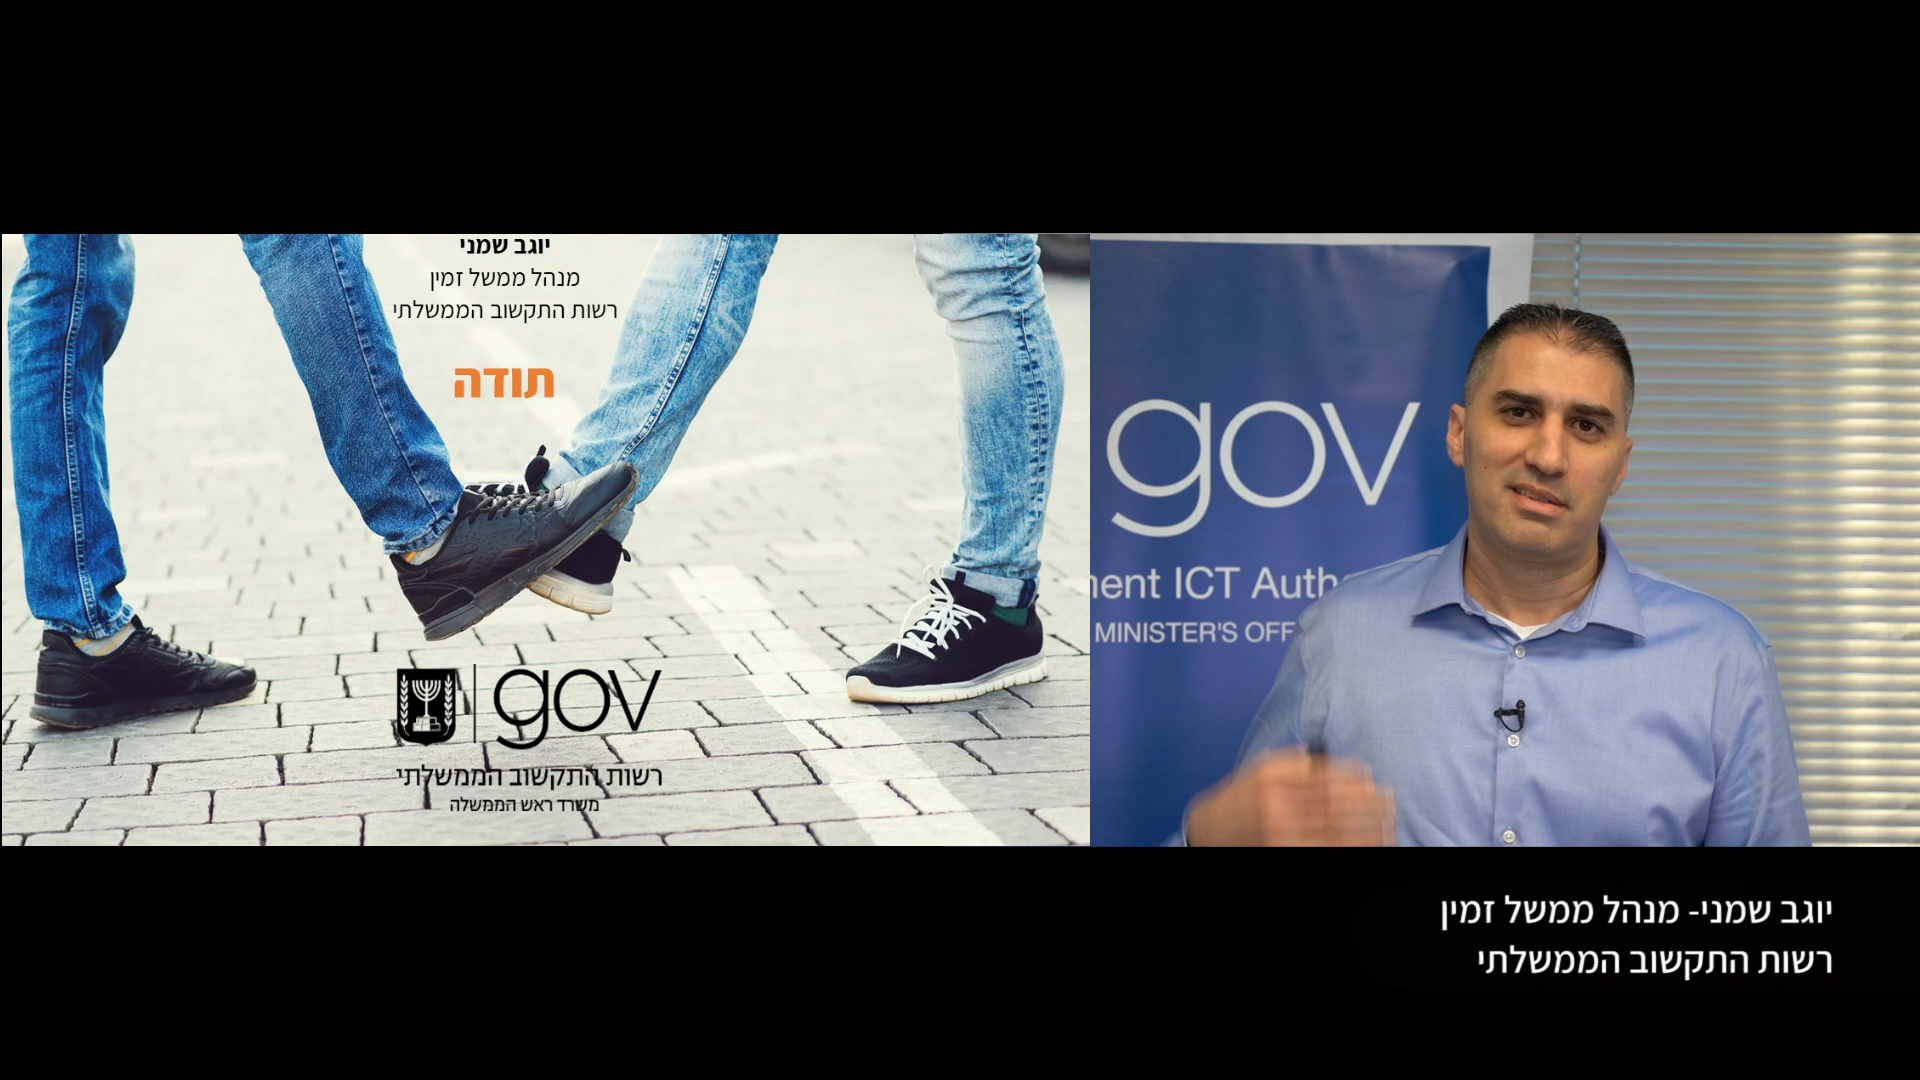 יוגב שמני
מנהל ממשל זמין
רשות התקשוב הממשלתי
תודה
gov
רשות התקשוב הממשלתי
משרד ראש הממשלה
gov
ment ICT Auth
MINISTER'S OFF
יוגב שמני- מנהל ממשל זמין
רשות התקשוב הממשלתי